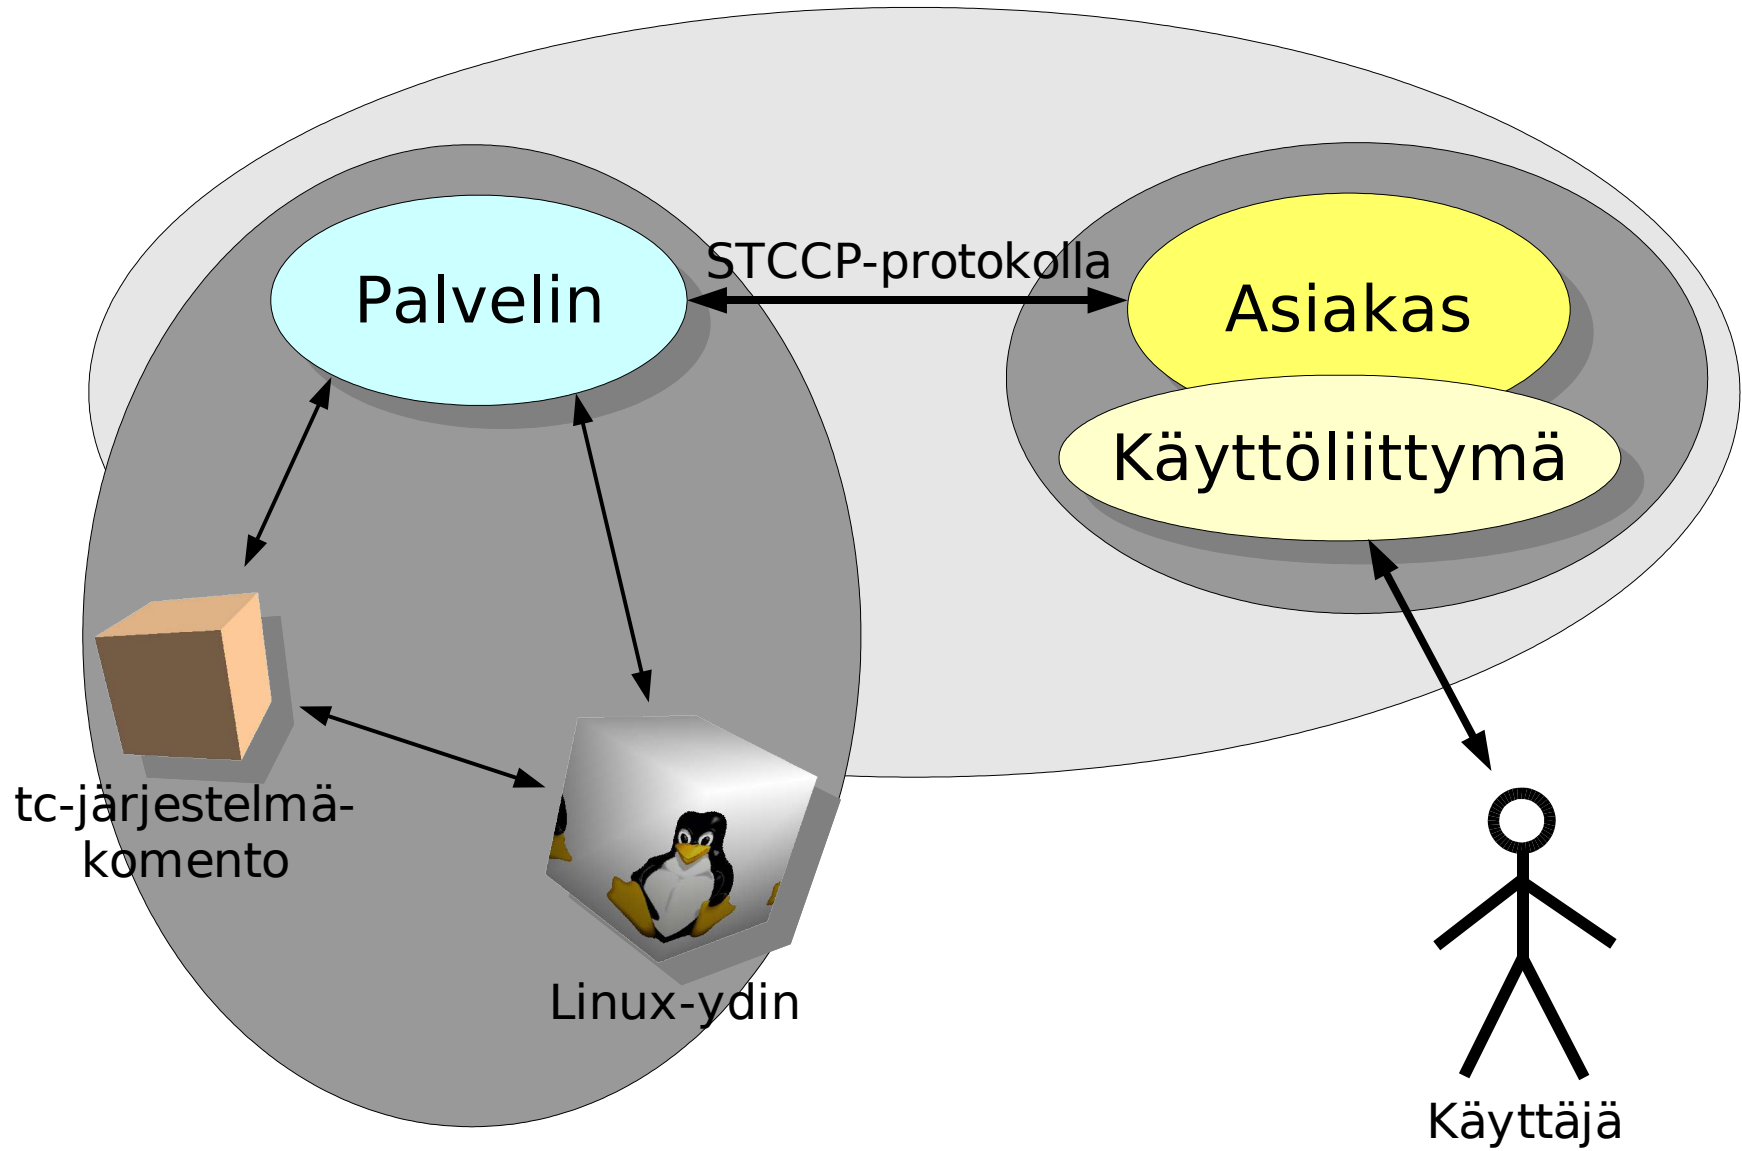 STCCP-protokolla
Palvelin
Asiakas
Käyttöliittymä
tc-järjestelmä-
komento
Linux-ydin
Käyttäjä